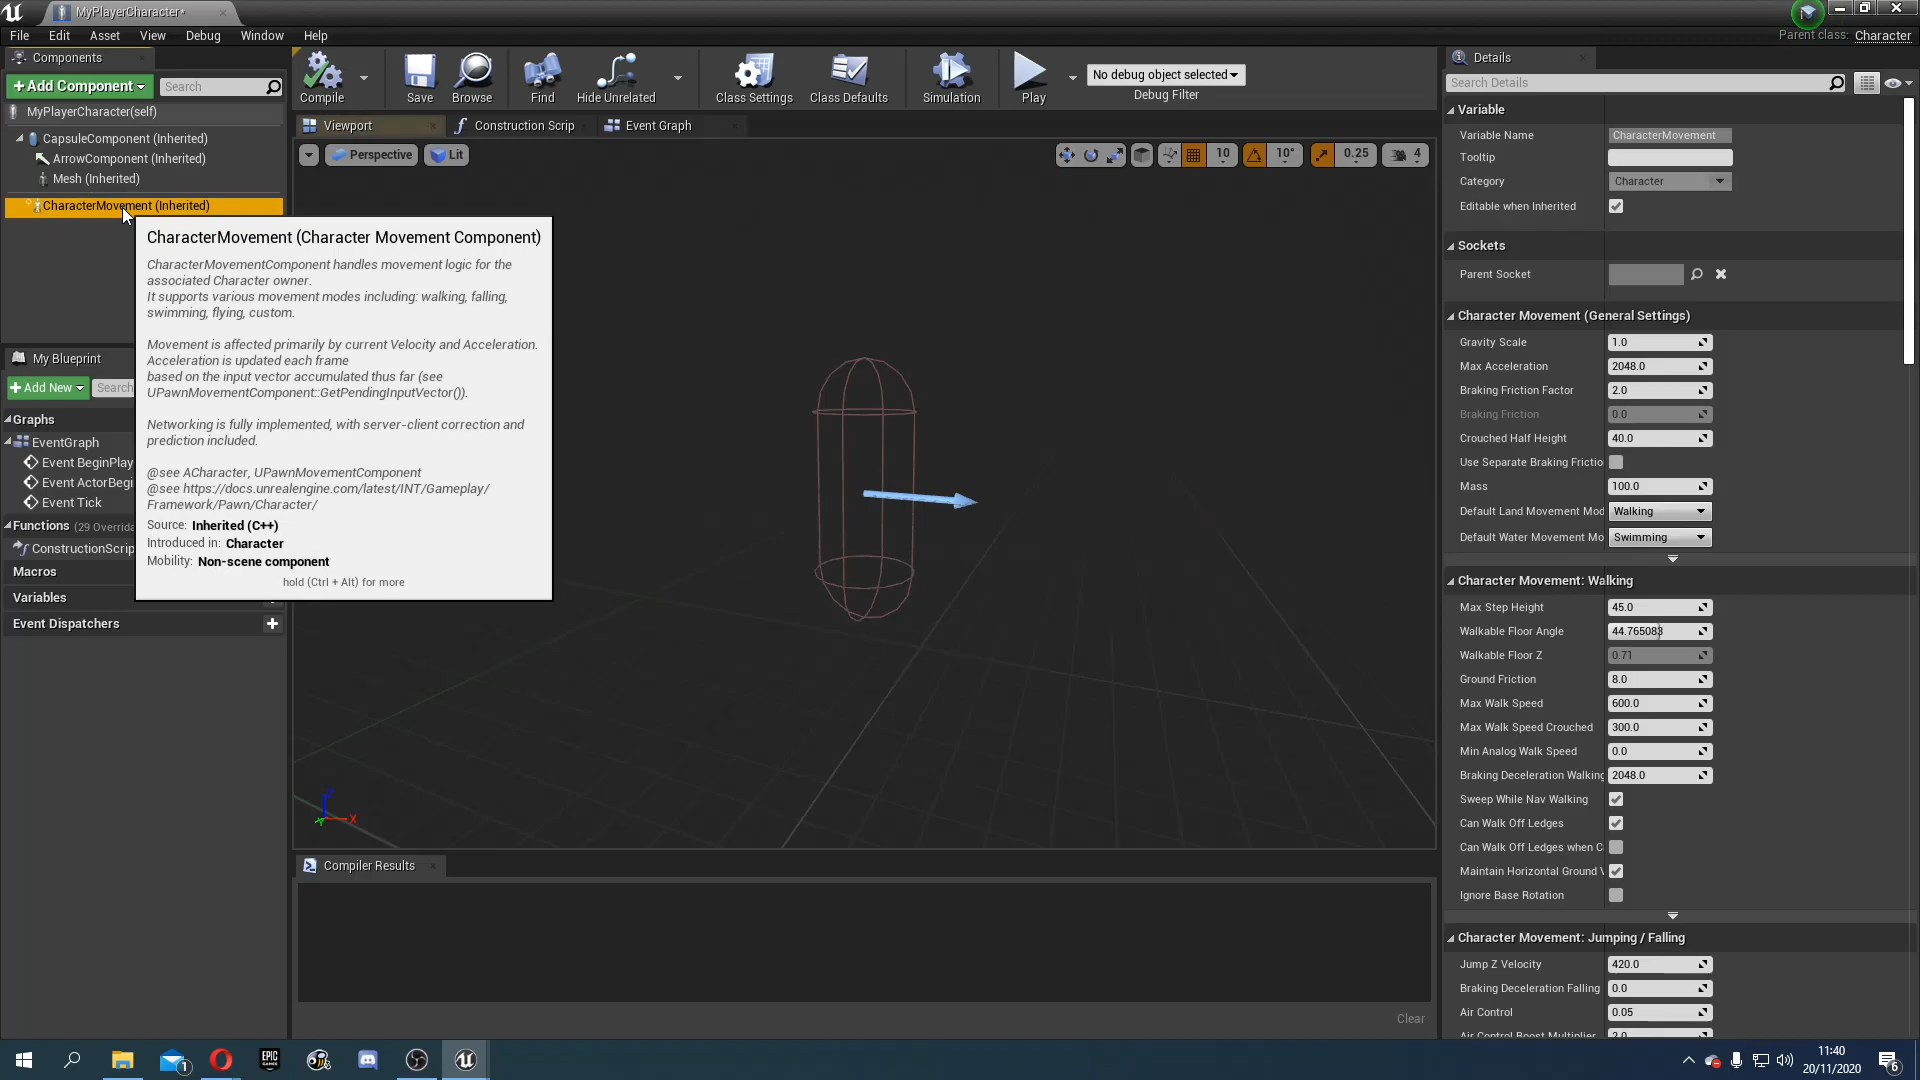 MyPlayerCharacter*
File Edit Asset View Debug Window Help
Parent class: Character
Components
+Add Component
Search
MyPlayerCharacter(self)
CapsuleComponent (Inherited)
ArrowComponent (Inherited)
Mesh (Inherited)
CharacterMovement (Inherited)
CharacterMovement (Character Movement Component)
CharacterMovementComponent handles movement logic for the
associated Character owner.
It supports various movement modes including: walking, falling,
swimming, flying, custom.
Movement is affected primarily by current Velocity and Acceleration.
Acceleration is updated each frame
based on the input vector accumulated thus far (see
UPawnMovementComponent::GetPendingInputVector()).
Networking is fully implemented, with server-client correction and
prediction included.
@see ACharacter, UPawnMovementComponent
@see https://docs.unrealengine.com/latest/INT/Gameplay/
Framework/Pawn/Character/
Source: Inherited (C++)
Introduced in: Character
Mobility: Non-scene component
hold (Ctrl + Alt) for more
My Blueprint
+Add New
Search
Graphs
EventGraph
Event BeginPlay
Event ActorBegi
Event Tick
Functions (29 Overrida
ConstructionScrip
Macros
Variables
Event Dispatchers
Compile
Save
Browse
Find
Hide Unrelated
Class Settings
Class Defaults
Simulation
Play
No debug object selected
Debug Filter
Viewport
Construction Scrip
Event Graph
Perspective
Lit
10
10°
0.25
4
Z
X
Y
Compiler Results
Clear
Details
Search Details
Variable
Variable Name CharacterMovement
Tooltip
Category Character
Editable when Inherited
Sockets
Parent Socket
Character Movement (General Settings)
Gravity Scale 1.0
Max Acceleration 2048.0
Braking Friction Factor 2.0
Braking Friction 0.0
Crouched Half Height 40.0
Use Separate Braking Frictio
Mass 100.0
Default Land Movement Mod Walking
Default Water Movement Mo Swimming
Character Movement: Walking
Max Step Height 45.0
Walkable Floor Angle 44.765083
Walkable Floor Z 0.71
Ground Friction 8.0
Max Walk Speed 600.0
Max Walk Speed Crouched 300.0
Min Analog Walk Speed 0.0
Braking Deceleration Walking 2048.0
Sweep While Nav Walking
Can Walk Off Ledges
Can Walk Off Ledges when C
Maintain Horizontal Ground V
Ignore Base Rotation
Character Movement: Jumping / Falling
Jump Z Velocity 420.0
Braking Deceleration Falling 0.0
Air Control 0.05
Air Control Boost Multiplier 2.0
1
EPIC
GAMES
11:40
20/11/2020
6